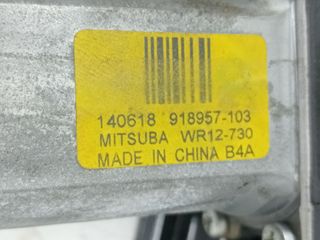 140618 918957-103
MITSUBA WR12-730
MADE IN CHINA B4A